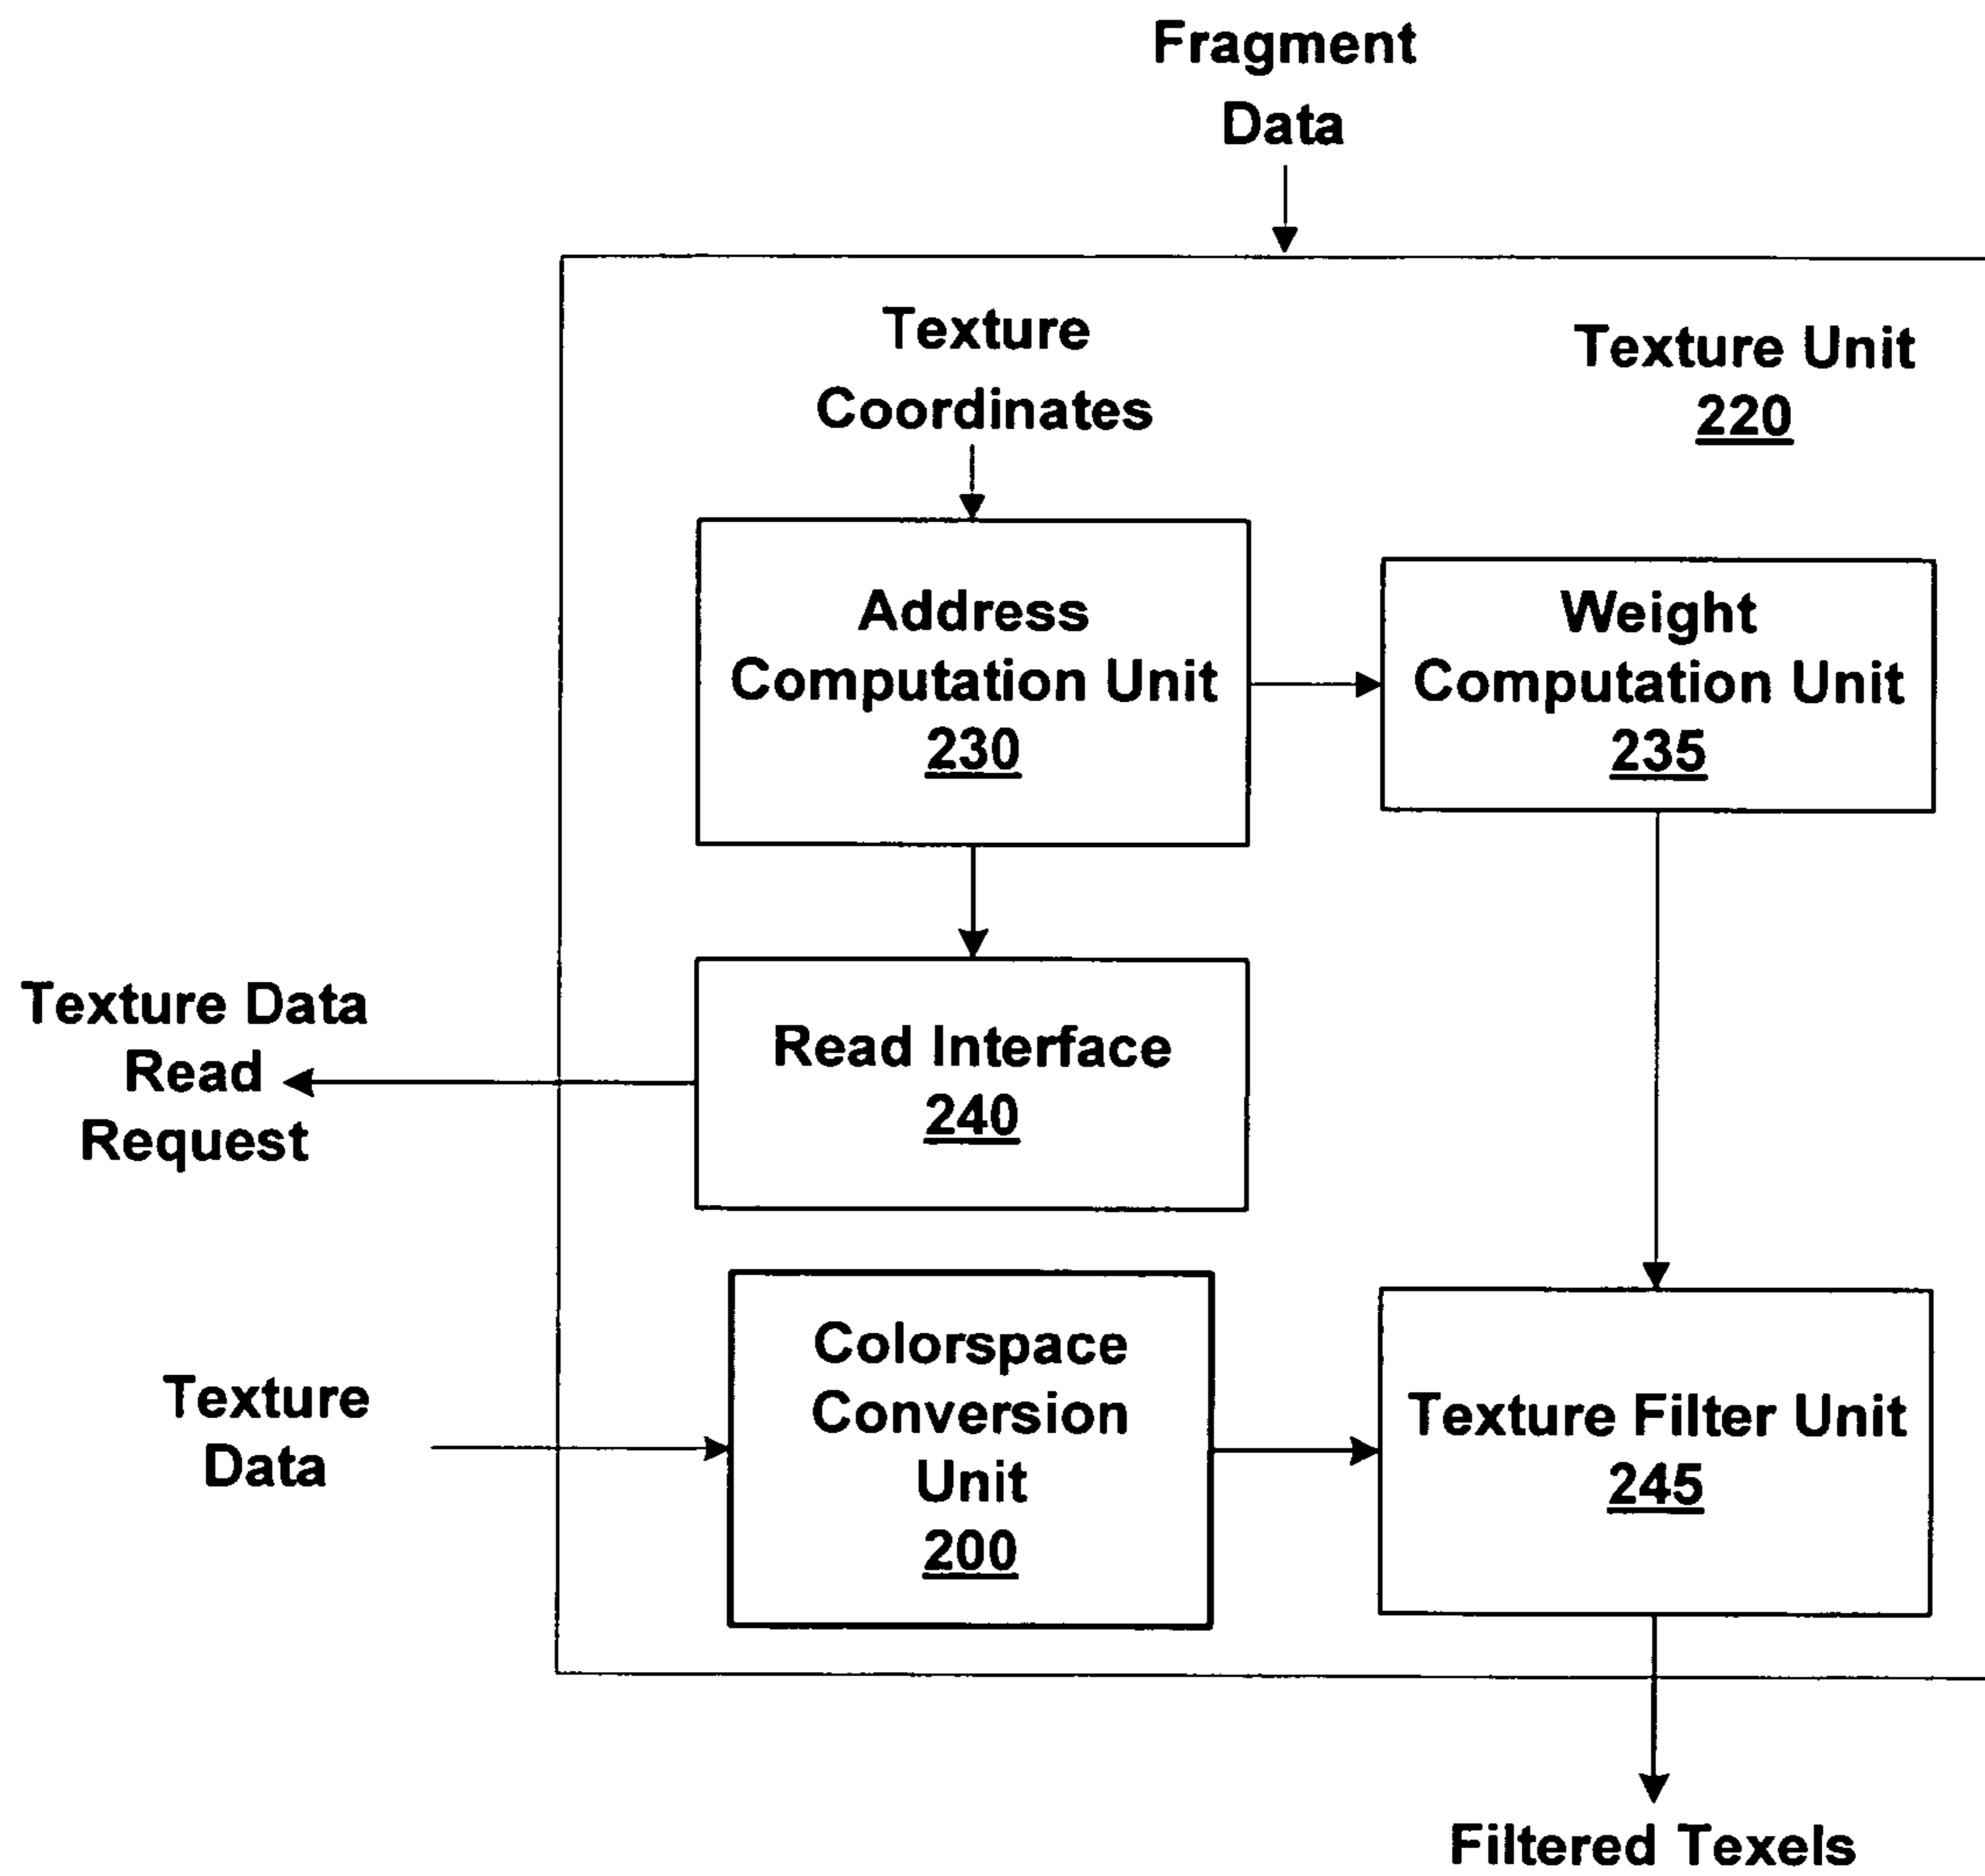 Fragment
Data
Texture
Coordinates
Texture Unit
220
Address
Computation Unit
230
Weight
Computation Unit
235
Texture Data
Read
Request
Read Interface
240
Texture
Data
Colorspace
Conversion
Unit
200
Texture Filter Unit
245
Filtered Texels